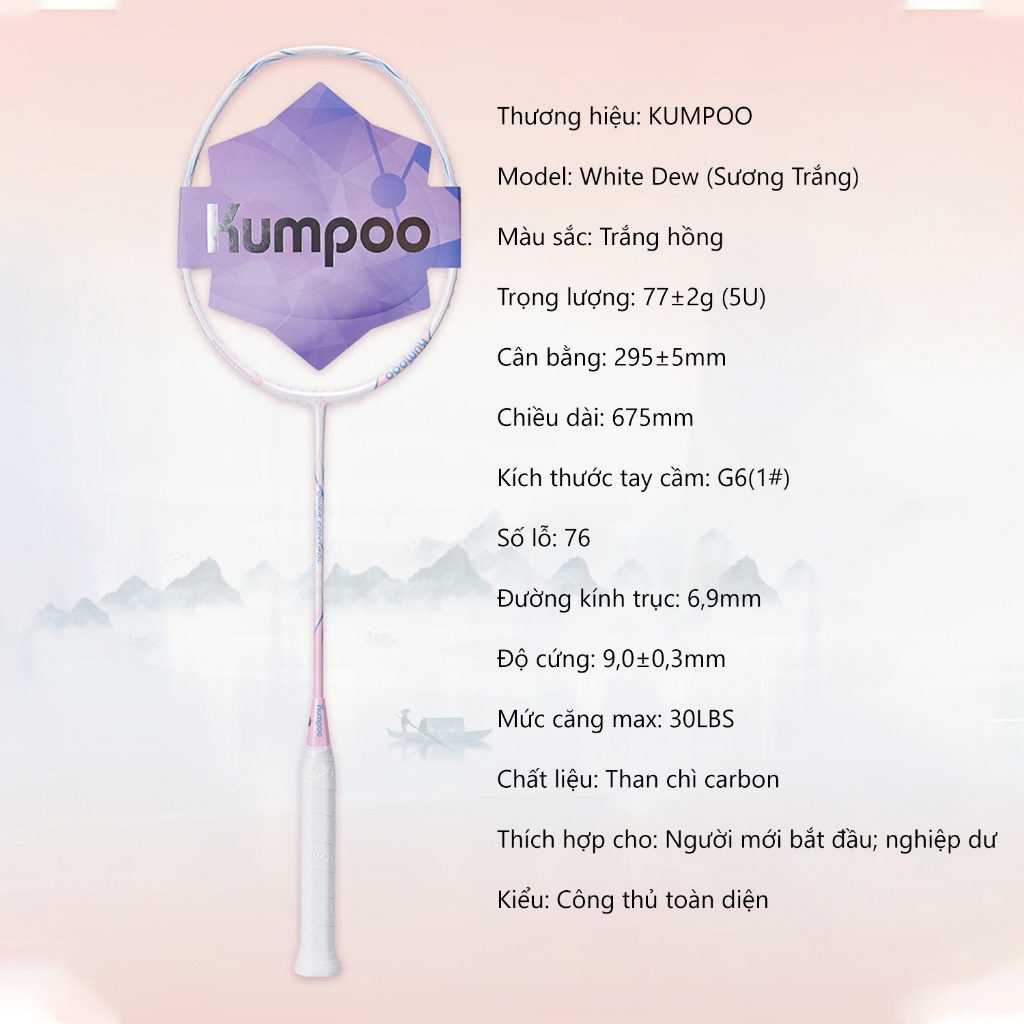 Kumpoo
KUMPOO
Kumpoo
Thương hiệu: KUMPOO
Model: White Dew (Sương Trắng)
Màu sắc: Trắng hồng
Trọng lượng: 77±2g (5U)
Cân bằng: 295±5mm
Chiều dài: 675mm
Kích thước tay cầm: G6(1#)
Số lỗ: 76
Đường kính trục: 6,9mm
Độ cứng: 9,0±0,3mm
Mức căng max: 30LBS
Chất liệu: Than chì carbon
Thích hợp cho: Người mới bắt đầu; nghiệp dư
Kiểu: Công thủ toàn diện